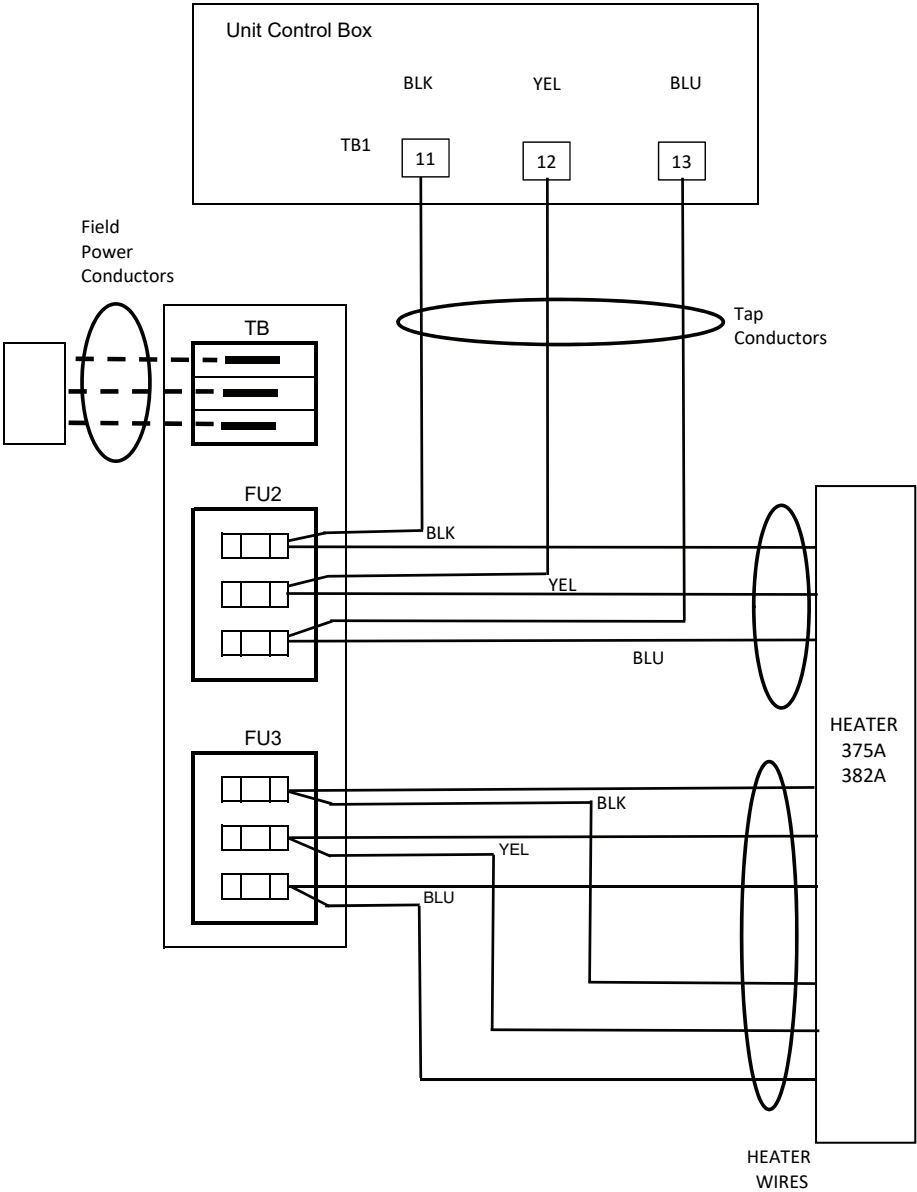 Unit Control Box
BLK YEL BLU
TB1 11 12 13
Field
Power
Conductors
Tap
Conductors
TB
FU2
BLK
YEL
BLU
HEATER
375A
382A
FU3
BLK
YEL
BLU
HEATER
WIRES